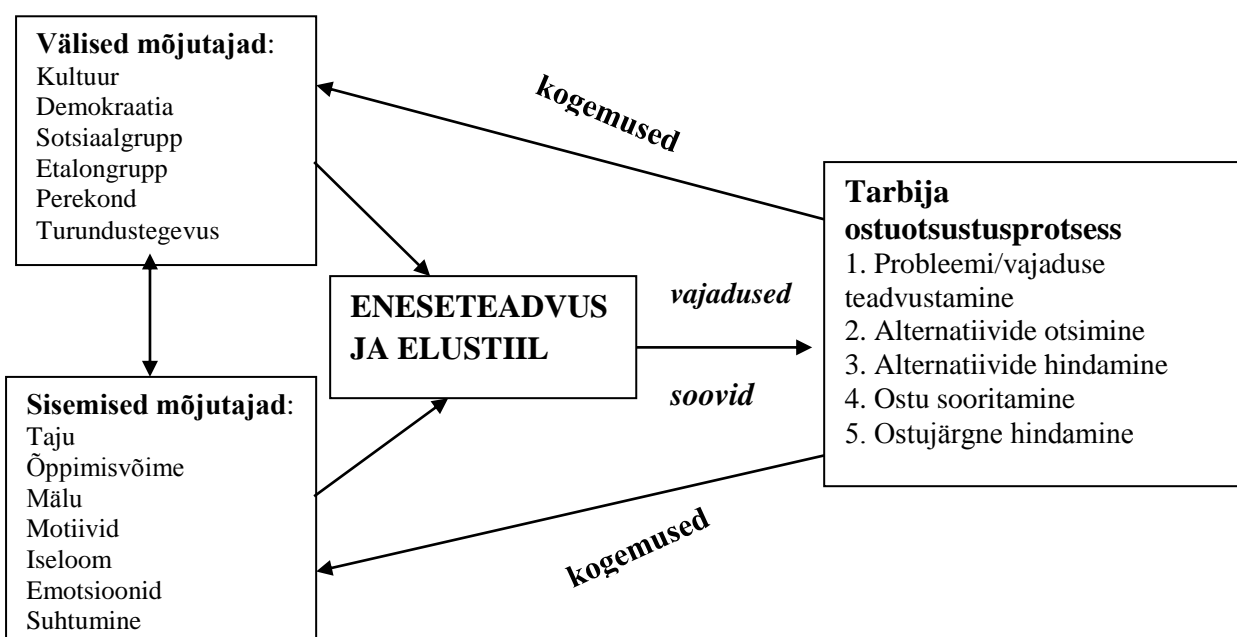 Välised mõjutajad:
Kultuur
Demokraatia
Sotsiaalgrupp
Etalongrupp
Perekond
Turundustegevus
Sisemised mõjutajad:
Taju
Õppimisvõime
Mälu
Motiivid
Iseloom
Emotsioonid
Suhtumine
ENESETEADVUS
JA ELUSTIIL
vajadused
soovid
kogemused
kogemused
Tarbija
ostuotsustusprotsess
1. Probleemi/vajaduse
teadvustamine
2. Alternatiivide otsimine
3. Alternatiivide hindamine
4. Ostu sooritamine
5. Ostujärgne hindamine